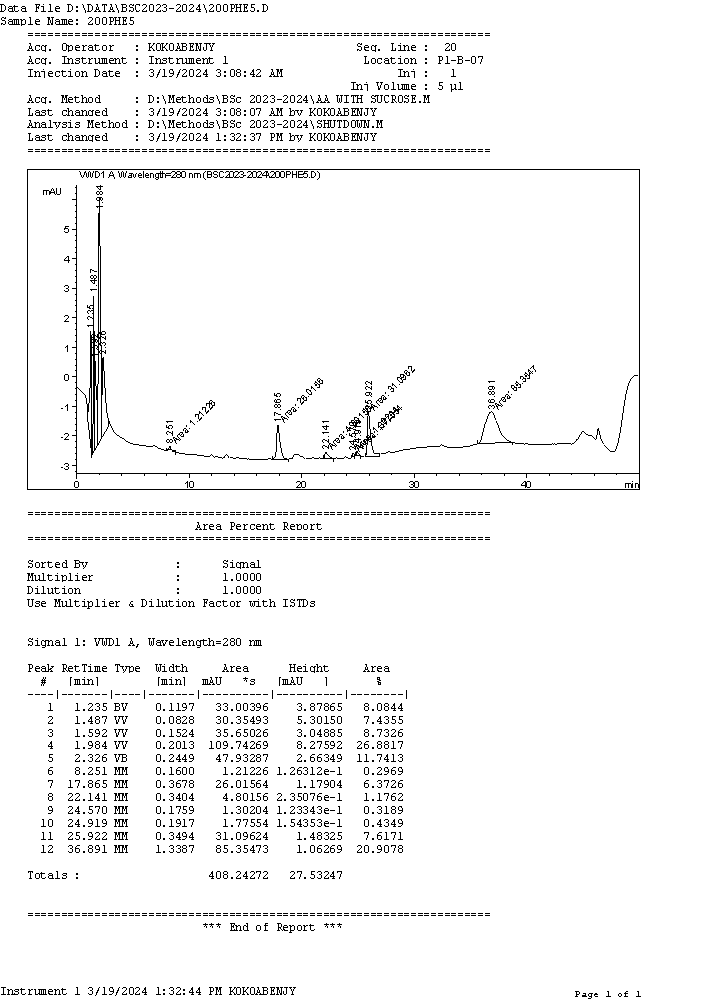 Data File D:\DATA\BSC2023-2024\200PHE5.D
Sample Name: 200PHE5
=====================================================================
Acq. Operator : KOKOABENJY Seq. Line : 20
Acq. Instrument : Instrument 1 Location : P1-B-07
Injection Date : 3/19/2024 3:08:42 AM Inj : 1
Inj Volume : 5 µl
Acq. Method : D:\Methods\BSc 2023-2024\AA WITH SUCROSE.M
Last changed : 3/19/2024 3:08:07 AM by KOKOABENJY
Analysis Method : D:\Methods\BSc 2023-2024\SHUTDOWN.M
Last changed : 3/19/2024 1:32:37 PM by KOKOABENJY
=====================================================================
VWD1 A, Wavelength=280 nm (BSC2023-2024\200PHE5.D)
mAU
5
4
3
2
1
0
-1
-2
-3
1.235
1.487
1.984
2.326
8.251
Area: 1.21226
17.865
Area: 26.0156
22.141
25.922
Area: 31.0962
36.891
Area: 85.3547
0 10 20 30 40 min
=====================================================================
Area Percent Report
=====================================================================
Sorted By : Signal
Multiplier : 1.0000
Dilution : 1.0000
Use Multiplier & Dilution Factor with ISTDs
Signal 1: VWD1 A, Wavelength=280 nm
Peak RetTime Type Width Area Height Area
# [min] [min] mAU *s [mAU ] %
----|-------|----|-------|----------|----------|--------|
1 1.235 BV 0.1197 33.00396 3.87865 8.0844
2 1.487 VV 0.0828 30.35493 5.30150 7.4355
3 1.592 VV 0.1524 35.65026 3.04885 8.7326
4 1.984 VV 0.2013 109.74269 8.27592 26.8817
5 2.326 VB 0.2449 47.93287 2.66349 11.7413
6 8.251 MM 0.1600 1.21226 1.26312e-1 0.2969
7 17.865 MM 0.3678 26.01564 1.17904 6.3726
8 22.141 MM 0.3404 4.80156 2.35076e-1 1.1762
9 24.570 MM 0.1759 1.30204 1.23343e-1 0.3189
10 24.919 MM 0.1917 1.77554 1.54353e-1 0.4349
11 25.922 MM 0.3494 31.09624 1.48325 7.6171
12 36.891 MM 1.3387 85.35473 1.06269 20.9078
Totals : 408.24272 27.53247
=====================================================================
*** End of Report ***
Instrument 1 3/19/2024 1:32:44 PM KOKOABENJY Page 1 of 1